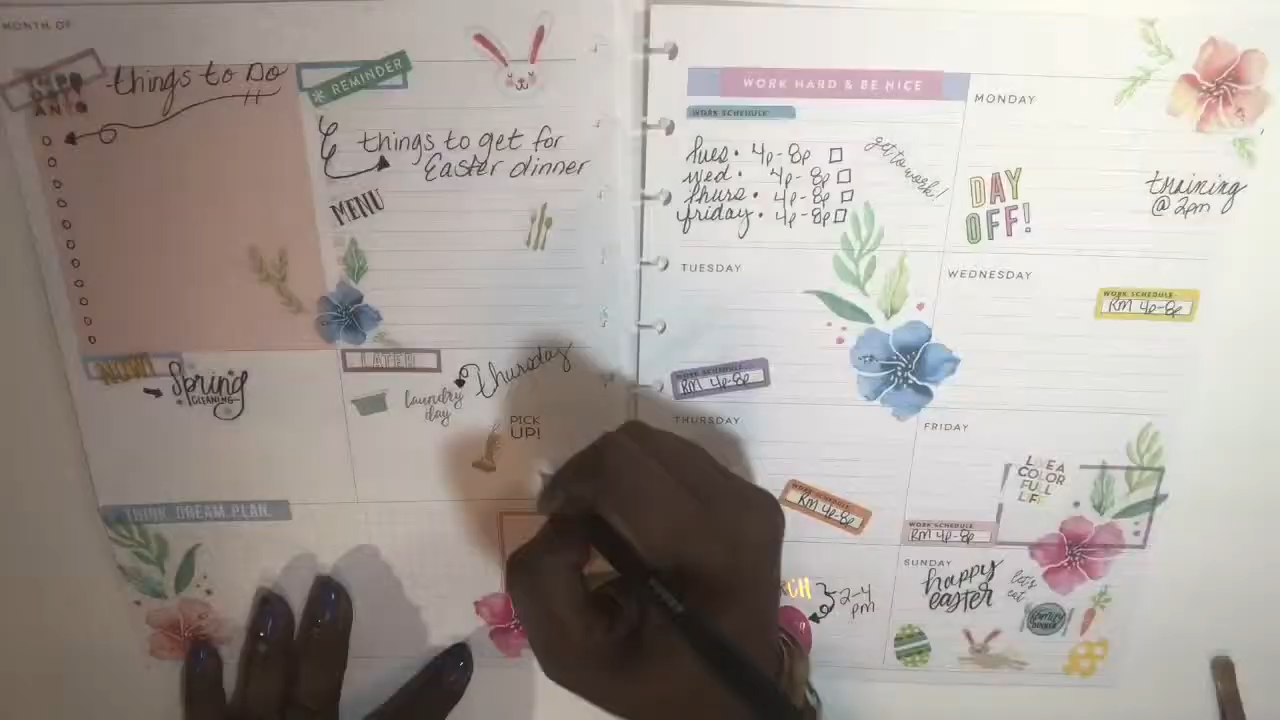 MONTH OF
-things to Do
* REMINDER
things to get for
Easter dinner
MENU
Spring
CLEANING
LATER
laundry
day
Thursday
PICK
UP!
THINK. DREAM. PLAN.
WORK HARD & BE NICE
WORK SCHEDULE
tues. 4p-8p
wed. 4p-8p
thurs. 4p-8p
friday. 4p-8p
get to work!
MONDAY
DAY
OFF!
training
@ 2pm
TUESDAY
WORK SCHEDULE
RM 4p-8p
WEDNESDAY
WORK SCHEDULE
RM 4p-8p
THURSDAY
WORK SCHEDULE
RM 4p-8p
FRIDAY
LIVE A
COLOR
FULL
LIFE
WORK SCHEDULE
RM 4p-8p
2-4
pm
SUNDAY
happy
easter
let's
eat
family
DINNER